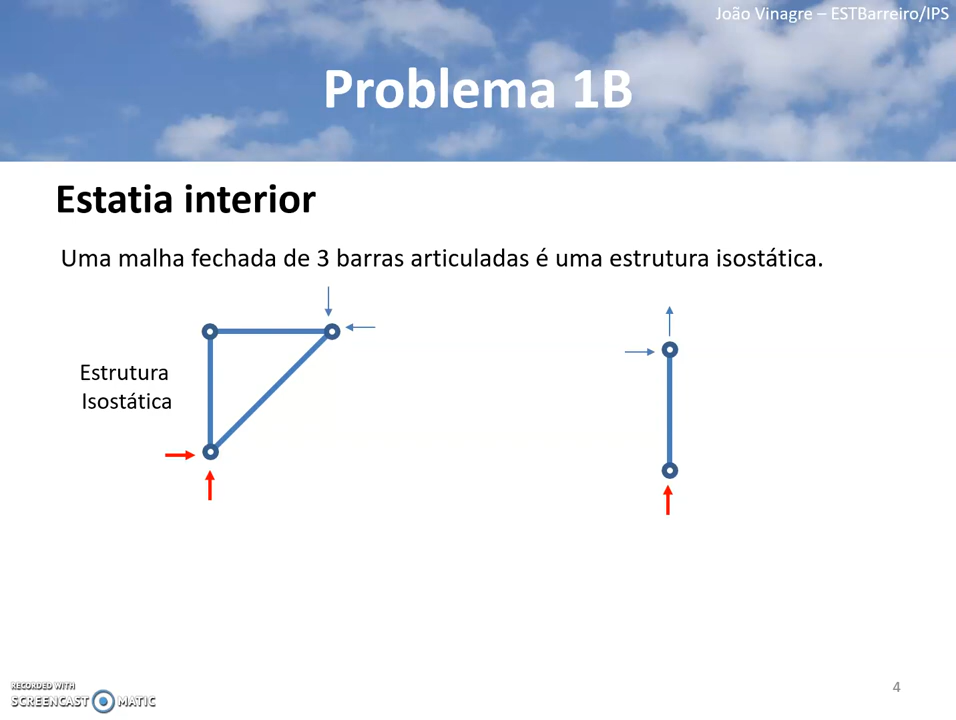 João Vinagre – ESTBarreiro/IPS
Problema 1B
Estatia interior
Uma malha fechada de 3 barras articuladas é uma estrutura isostática.
Estrutura
Isostática
RECORDED WITH
SCREENCAST MATIC
4